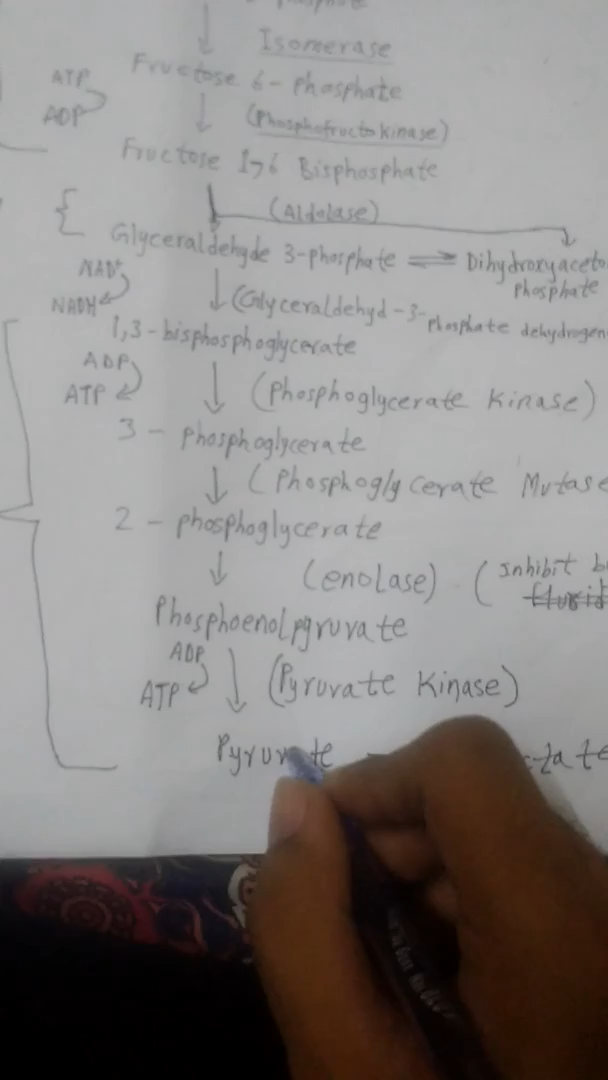 Isomerase
Fructose 6 - Phosphate
ATP
ADP
(Phosphofructokinase)
Fructose 1→6 Bisphosphate
(Aldolase)
Glyceraldehyde 3-phosphate ⇌ Dihydroxyaceto
phosphate
NAD+
NADH
(Glyceraldehyd-3-phosphate dehydrogen
1,3-bisphosphoglycerate
ADP
ATP
(Phosphoglycerate Kinase)
3 - Phosphoglycerate
(Phosphoglycerate Mutase
2 - phosphoglycerate
(enolase) (Inhibit b
Phosphoenolpyruvate
ADP
ATP
(Pyruvate Kinase)
Pyruvate